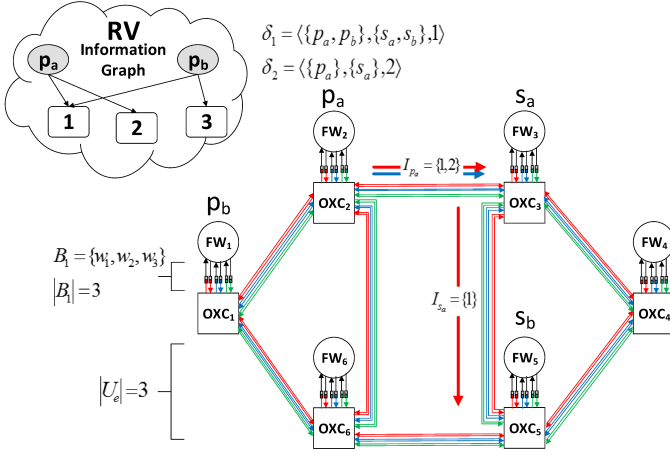 RV
Information
Graph
pa
pb
1
2
3
δ1 = ⟨{pa, pb},{sa, sb},1⟩
δ2 = ⟨{pa},{sa},2⟩
pa
sa
FW2
FW3
Ipa = {1,2}
OXC2
OXC3
pb
FW1
FW4
B1 = {w1, w2, w3}
|B1| = 3
OXC1
OXC4
Isa = {1}
sb
FW6
FW5
|Ue| = 3
OXC6
OXC5